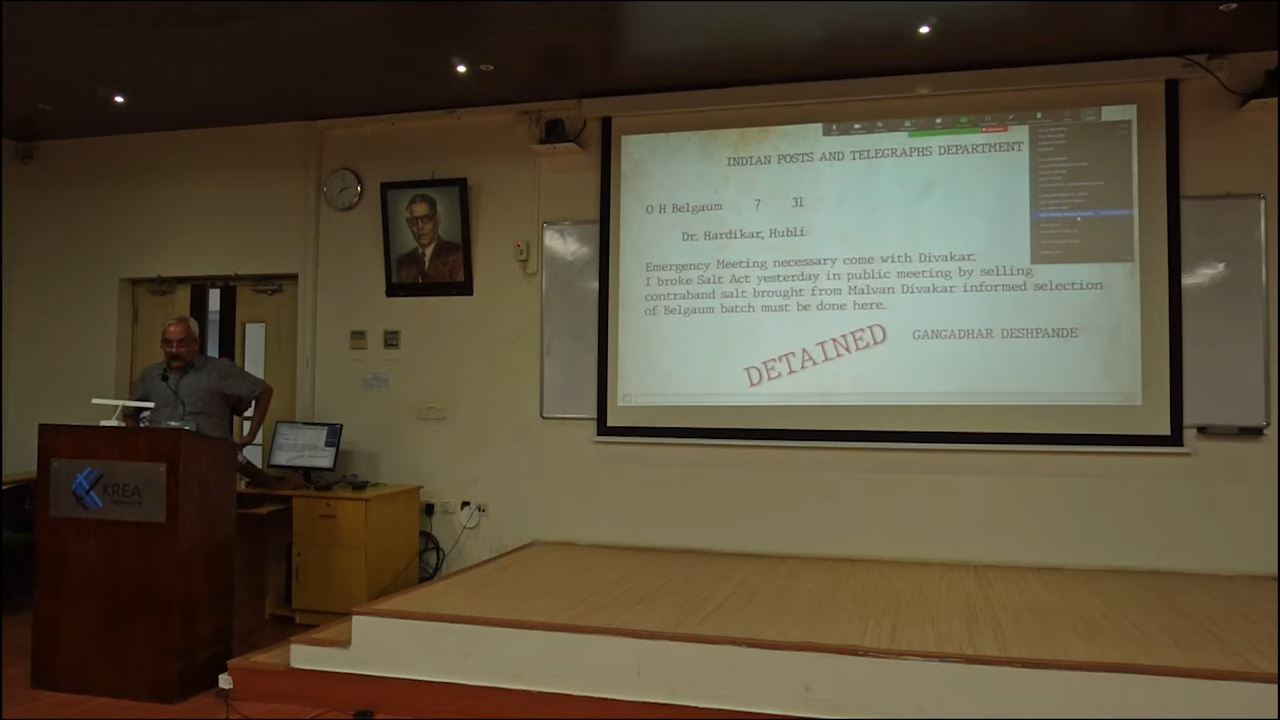 INDIAN POSTS AND TELEGRAPHS DEPARTMENT
O H Belgaum 7 31
Dr. Hardikar, Hubli
Emergency Meeting necessary come with Divakar.
I broke Salt Act yesterday in public meeting by selling
contraband salt brought from Malvan Divakar informed selection
of Belgaum batch must be done here.
DETAINED
GANGADHAR DESHPANDE
KREA